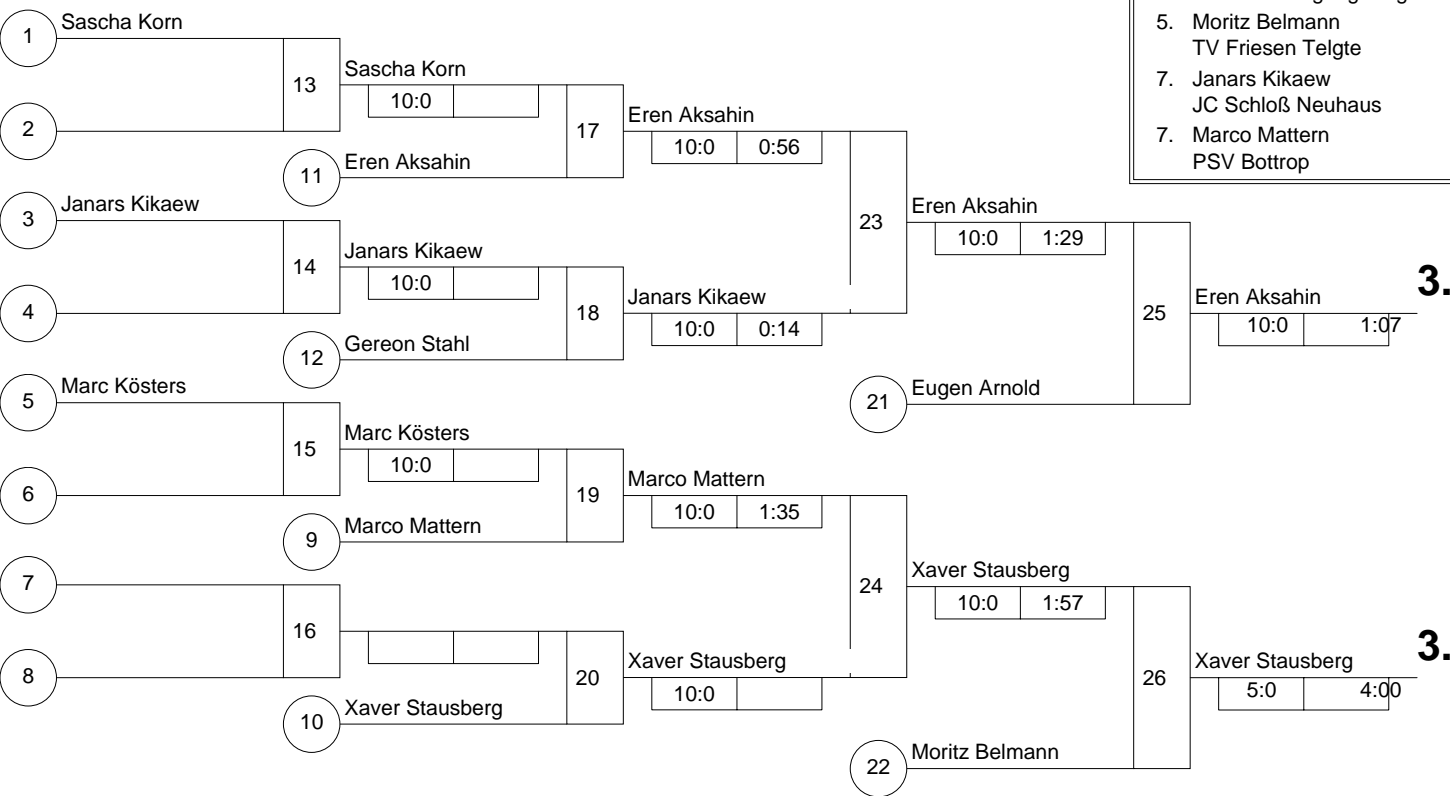 5. Moritz Belmann
TV Friesen Telgte
7. Janars Kikaew
JC Schloß Neuhaus
7. Marco Mattern
PSV Bottrop
1 Sascha Korn
2
13
Sascha Korn
10:0
11 Eren Aksahin
17
Eren Aksahin
10:0 0:56
3 Janars Kikaew
4
14
Janars Kikaew
10:0
12 Gereon Stahl
18
Janars Kikaew
10:0 0:14
23
Eren Aksahin
10:0 1:29
21 Eugen Arnold
25
Eren Aksahin
10:0 1:07
3.
5 Marc Kösters
6
15
Marc Kösters
10:0
9 Marco Mattern
19
Marco Mattern
10:0 1:35
7
8
16
10 Xaver Stausberg
20
Xaver Stausberg
10:0
24
Xaver Stausberg
10:0 1:57
22 Moritz Belmann
26
Xaver Stausberg
5:0 4:00
3.